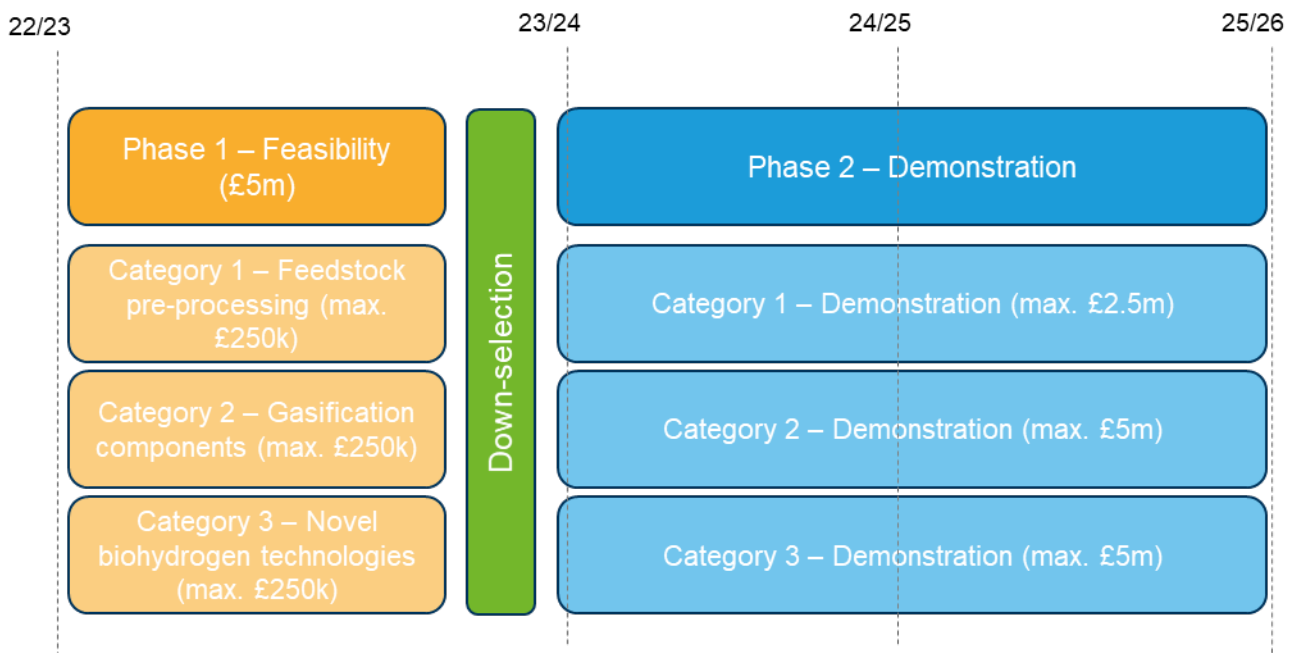 22/23
23/24
24/25
25/26
Phase 1 – Feasibility
(£5m)
Category 1 – Feedstock
pre-processing (max.
£250k)
Category 2 – Gasification
components (max. £250k)
Category 3 – Novel
biohydrogen technologies
(max. £250k)
Down-selection
Phase 2 – Demonstration
Category 1 – Demonstration (max. £2.5m)
Category 2 – Demonstration (max. £5m)
Category 3 – Demonstration (max. £5m)